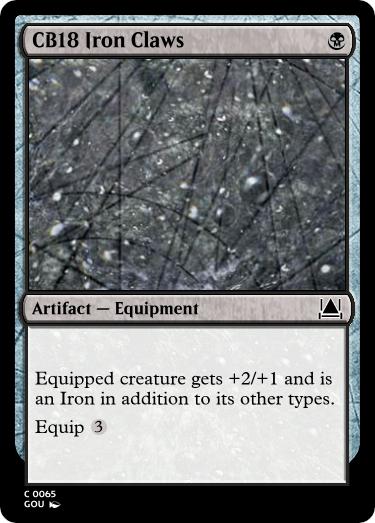 CB18 Iron Claws
Artifact — Equipment
Equipped creature gets +2/+1 and is
an Iron in addition to its other types.
Equip 3
C 0065
GOU